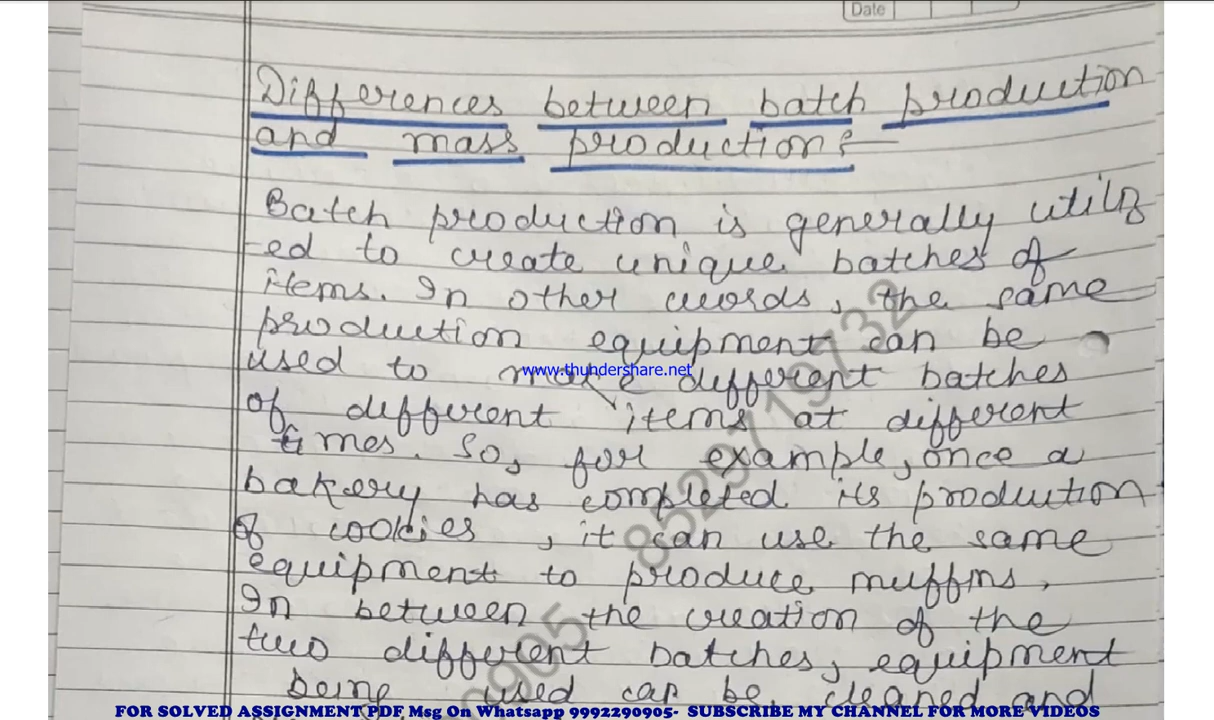 Date
Differences between batch production
and mass production:-
Batch production is generally utiliz
ed to create unique batches of
items. In other words, the same
production equipment can be
used to make different batches
www.thundershare.net
of different items at different
times. So, for example, once a
bakery has completed its production
of cookies, it can use the same
equipment to produce muffins.
In between the creation of the
two different batches, equipment
being used can be cleaned and
8529719732
0905
FOR SOLVED ASSIGNMENT PDF Msg On Whatsapp 9992290905- SUBSCRIBE MY CHANNEL FOR MORE VIDEOS